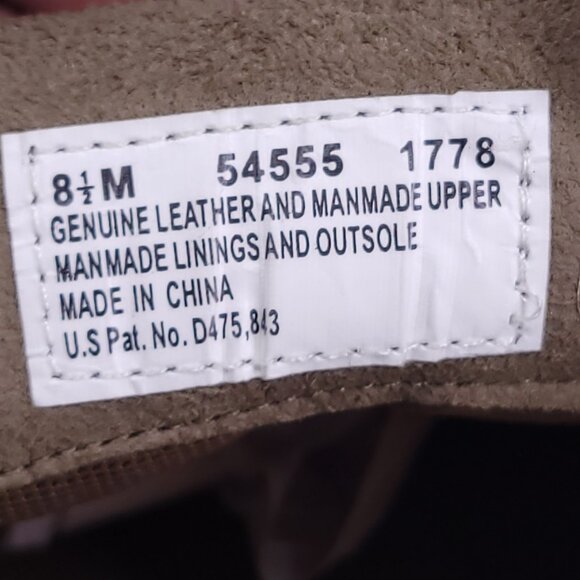 8½M 54555 1778
GENUINE LEATHER AND MANMADE UPPER
MANMADE LININGS AND OUTSOLE
MADE IN CHINA
U.S Pat. No. D475,843